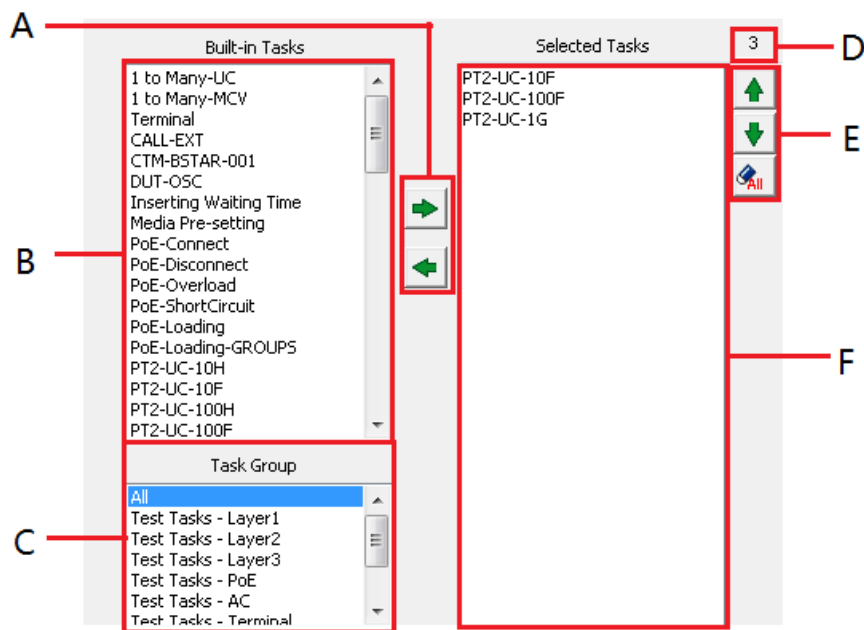 A
Built-in Tasks
Selected Tasks
3
D
1 to Many-UC
1 to Many-MCV
Terminal
CALL-EXT
CTM-BSTAR-001
DUT-OSC
Inserting Waiting Time
Media Pre-setting
PoE-Connect
PoE-Disconnect
PoE-Overload
PoE-ShortCircuit
PoE-Loading
PoE-Loading-GROUPS
PT2-UC-10H
PT2-UC-10F
PT2-UC-100H
PT2-UC-100F
B
PT2-UC-10F
PT2-UC-100F
PT2-UC-1G
All
E
F
Task Group
All
Test Tasks - Layer1
Test Tasks - Layer2
Test Tasks - Layer3
Test Tasks - PoE
Test Tasks - AC
Test Tasks - Terminal
C